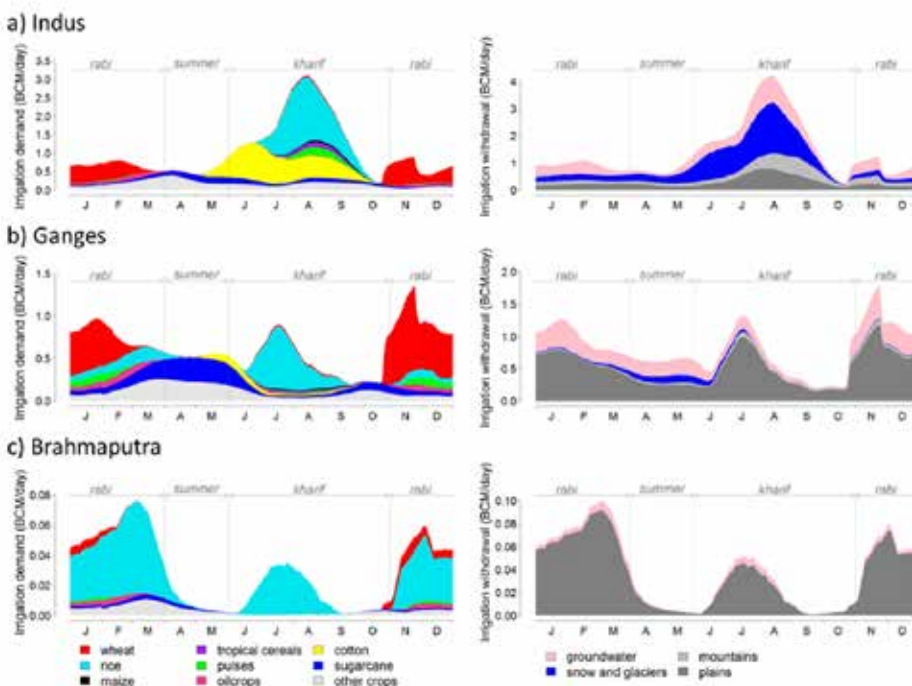 a) Indus
rabi summer kharif rabi
Irrigation demand (BCM/day)
3.5
3.0
2.5
2.0
1.5
1.0
0.5
0.0
J F M A M J J A S O N D
rabi summer kharif rabi
Irrigation withdrawal (BCM/day)
4
3
2
1
0
J F M A M J J A S O N D
b) Ganges
rabi summer kharif rabi
Irrigation demand (BCM/day)
1.5
1.0
0.5
0.0
J F M A M J J A S O N D
rabi summer kharif rabi
Irrigation withdrawal (BCM/day)
2.0
1.5
1.0
0.5
0.0
J F M A M J J A S O N D
c) Brahmaputra
rabi summer kharif rabi
Irrigation demand (BCM/day)
0.08
0.06
0.04
0.02
0.00
J F M A M J J A S O N D
rabi summer kharif rabi
Irrigation withdrawal (BCM/day)
0.10
0.08
0.06
0.04
0.02
0.00
J F M A M J J A S O N D
wheat tropical cereals cotton
rice pulses sugarcane
maize oilcrops other crops
groundwater mountains
snow and glaciers plains